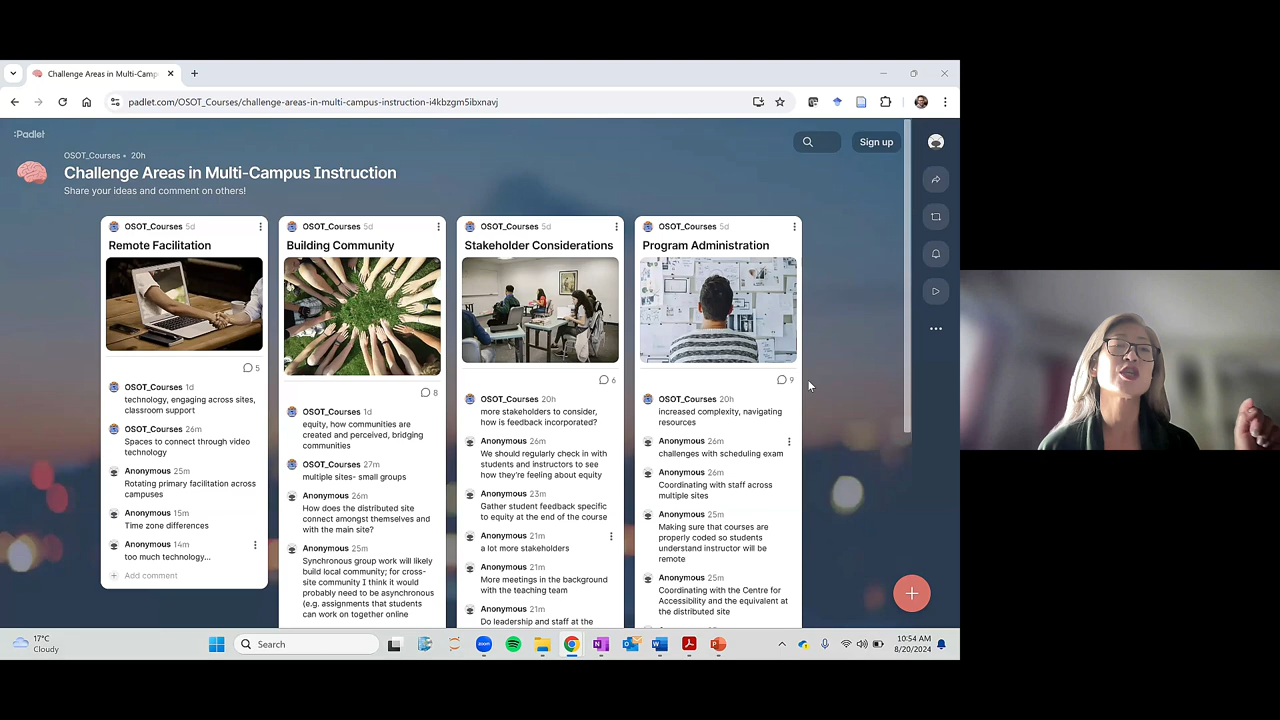 Challenge Areas in Multi-Camp
padlet.com/OSOT_Courses/challenge-areas-in-multi-campus-instruction-i4kbzgm5ibxnavj
:Padlet
Sign up
OSOT_Courses • 20h
Challenge Areas in Multi-Campus Instruction
Share your ideas and comment on others!
OSOT_Courses 5d
Remote Facilitation
5
OSOT_Courses 1d
technology, engaging across sites,
classroom support
OSOT_Courses 26m
Spaces to connect through video
technology
Anonymous 25m
Rotating primary facilitation across
campuses
Anonymous 15m
Time zone differences
Anonymous 14m
too much technology...
Add comment
OSOT_Courses 5d
Building Community
8
OSOT_Courses 1d
equity, how communities are
created and perceived, bridging
communities
OSOT_Courses 27m
multiple sites- small groups
Anonymous 26m
How does the distributed site
connect amongst themselves and
with the main site?
Anonymous 25m
Synchronous group work will likely
build local community; for cross-
site community I think it would
probably need to be asynchronous
(e.g. assignments that students
can work on together online
OSOT_Courses 5d
Stakeholder Considerations
6
OSOT_Courses 20h
more stakeholders to consider,
how is feedback incorporated?
Anonymous 26m
We should regularly check in with
students and instructors to see
how they're feeling about equity
Anonymous 23m
Gather student feedback specific
to equity at the end of the course
Anonymous 21m
a lot more stakeholders
Anonymous 21m
More meetings in the background
with the teaching team
Anonymous 21m
Do leadership and staff at the
OSOT_Courses 5d
Program Administration
9
OSOT_Courses 20h
increased complexity, navigating
resources
Anonymous 26m
challenges with scheduling exam
Anonymous 26m
Coordinating with staff across
multiple sites
Anonymous 25m
Making sure that courses are
properly coded so students
understand instructor will be
remote
Anonymous 25m
Coordinating with the Centre for
Accessibility and the equivalent at
the distributed site
17°C
Cloudy
Search
zoom
10:54 AM
8/20/2024